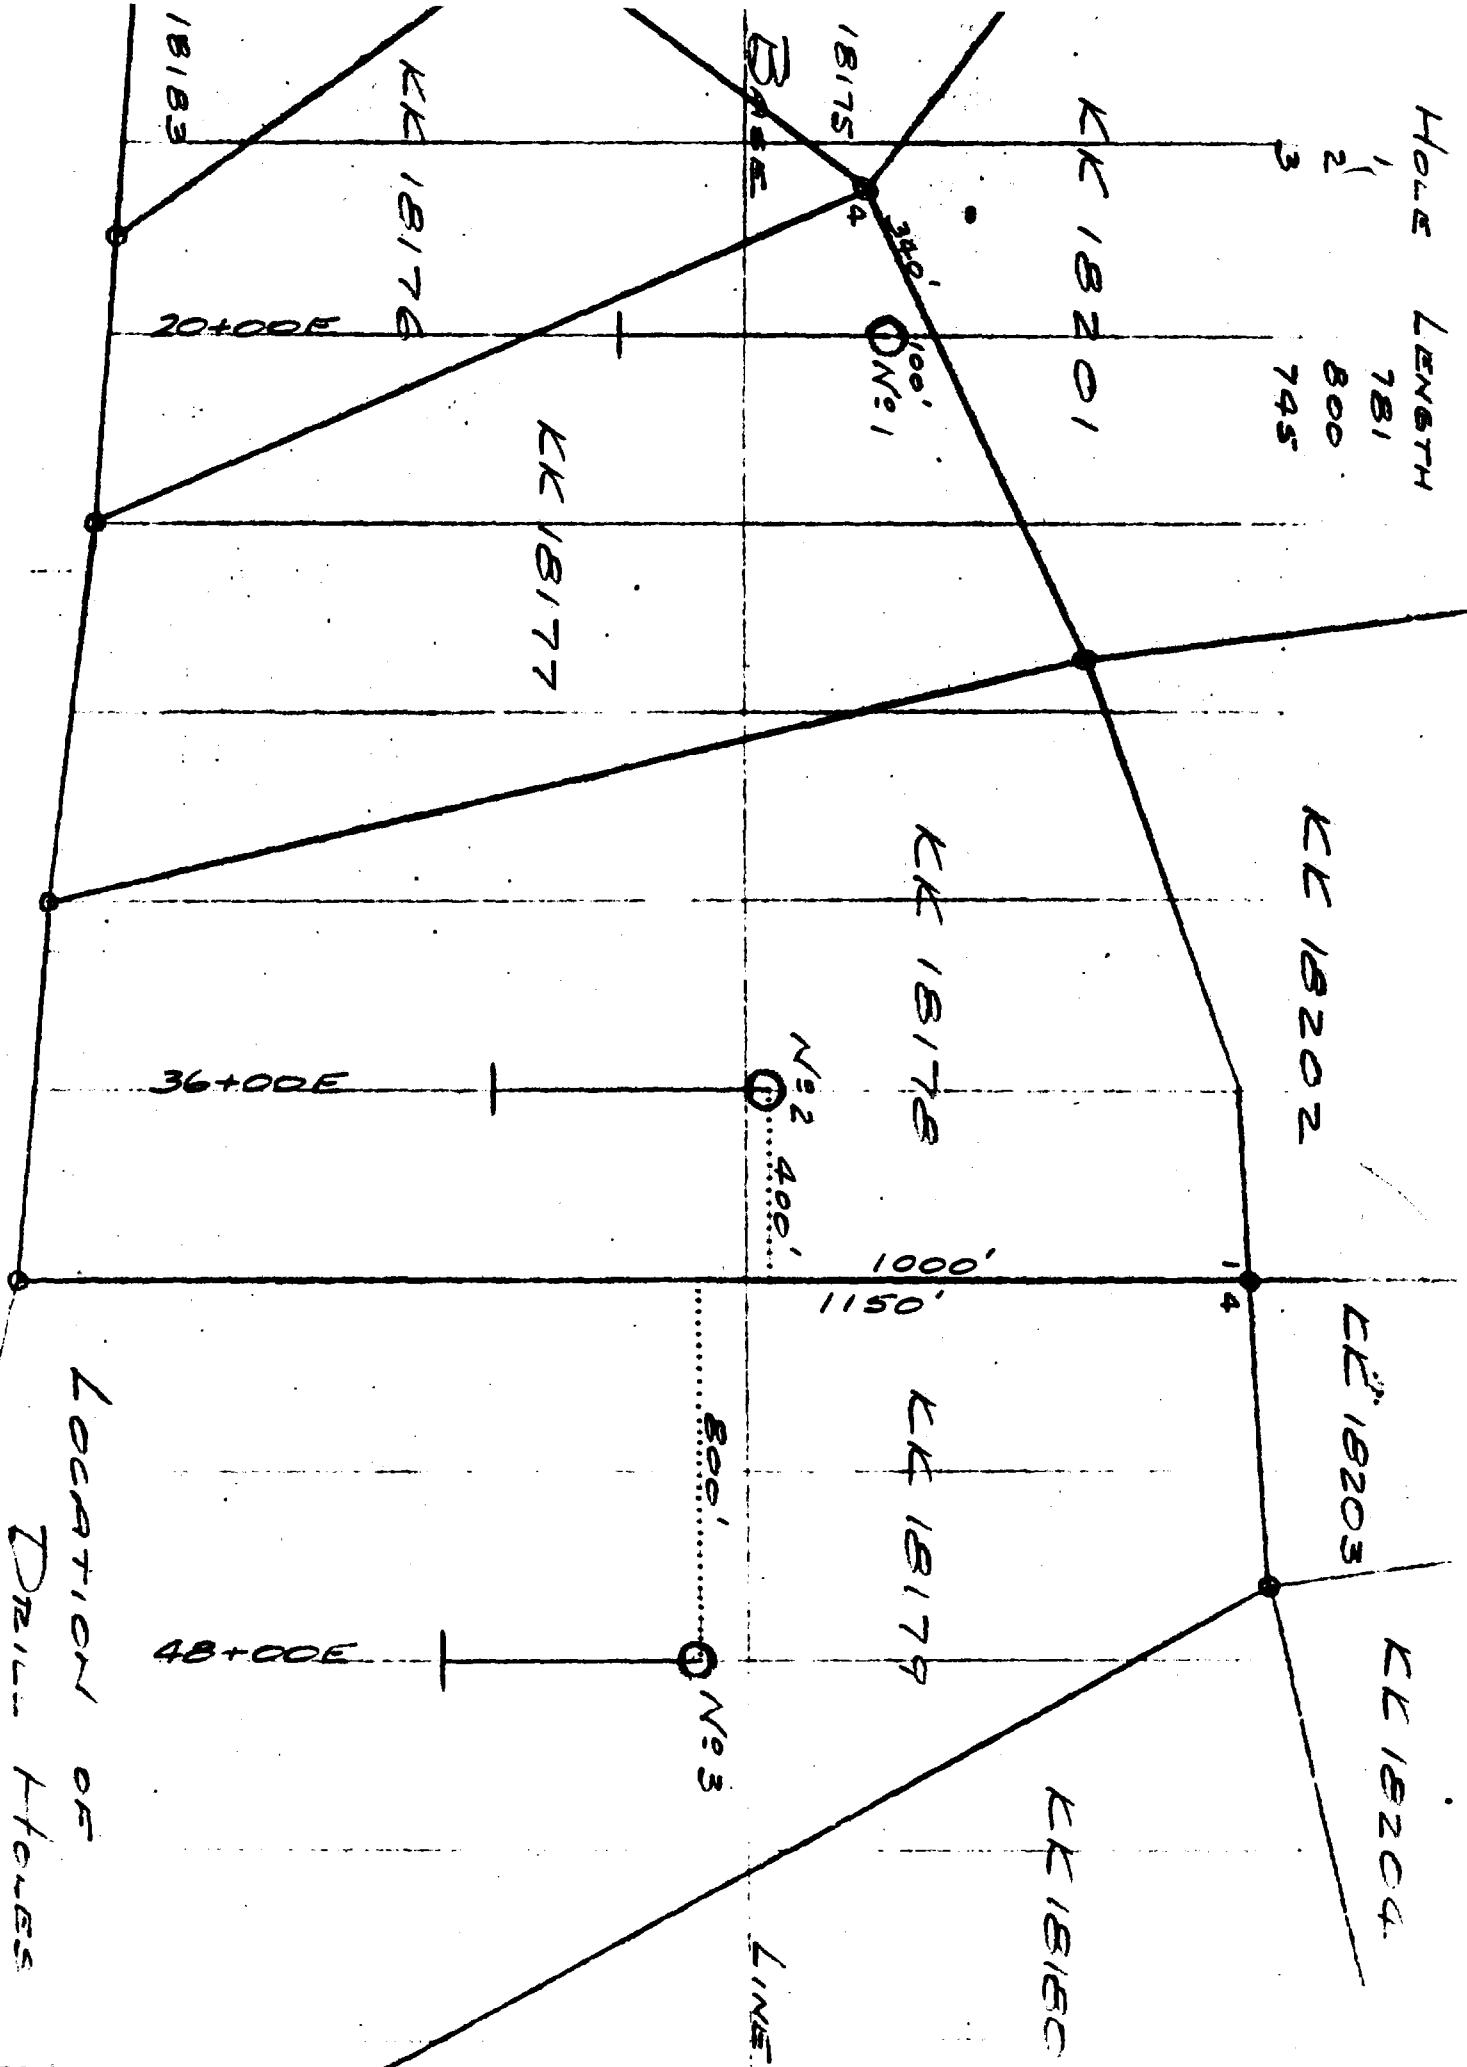 HOLE LENGTH
1 781
2 800
3 745
KK 18201
KK 18202
KK 18203
KK 18204
18175
4
340'
100'
No 1
1
4
BASE
LINE
KK 18176
KK 18177
KK 18178
KK 18179
KK 18180
No 2
400'
1000'
1150'
800'
No 3
18183
20+00E
36+00E
48+00E
LOCATION OF
DRILL HOLES